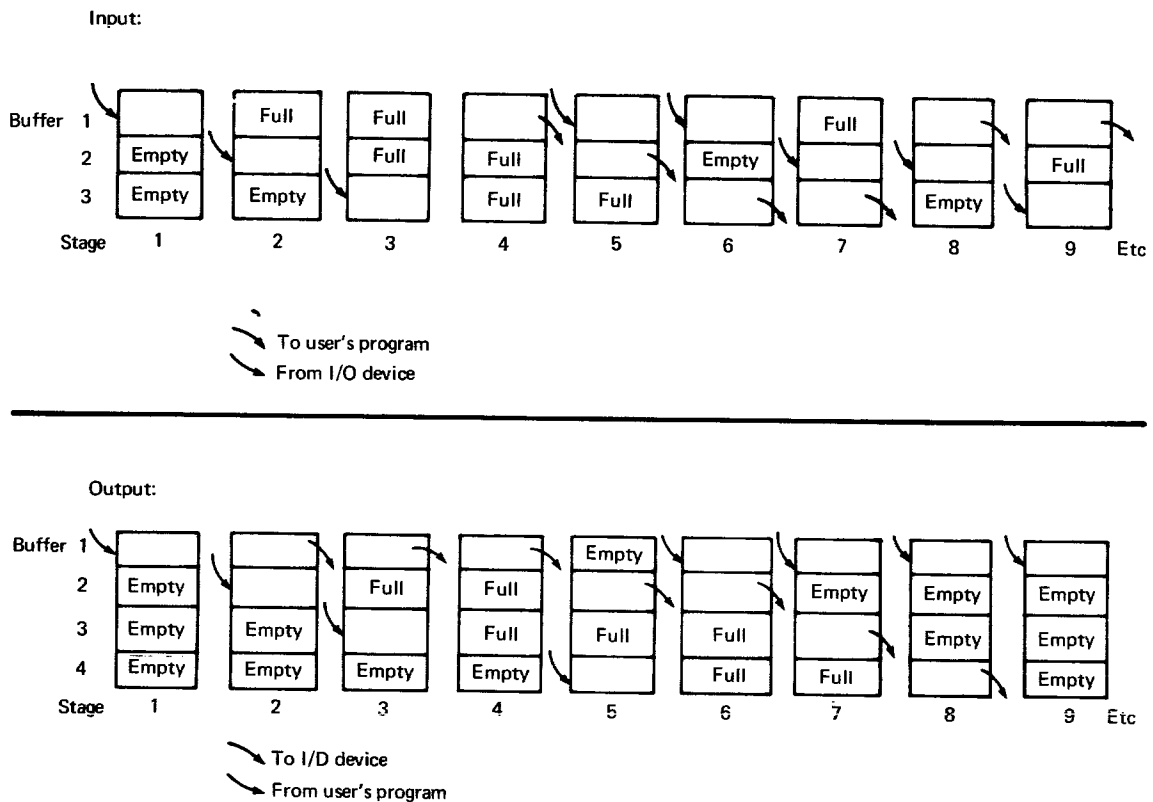 Input:
Buffer 1 Full Full Full
2 Empty Full Full Empty Full
3 Empty Empty Full Full Empty
Stage 1 2 3 4 5 6 7 8 9 Etc
To user's program
From I/O device
Output:
Buffer 1 Empty
2 Empty Full Full Empty Empty Empty
3 Empty Empty Full Full Full Empty Empty
4 Empty Empty Empty Empty Full Full Empty
Stage 1 2 3 4 5 6 7 8 9 Etc
To I/D device
From user's program